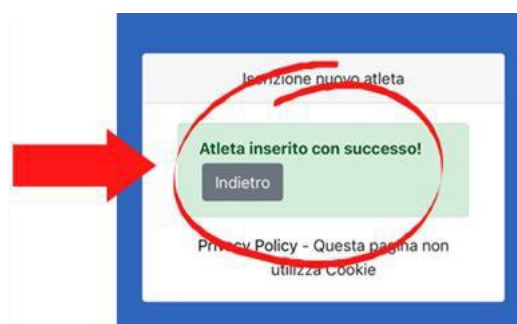 Iscrizione nuovo atleta
Atleta inserito con successo!
Indietro
Privacy Policy - Questa pagina non
utilizza Cookie